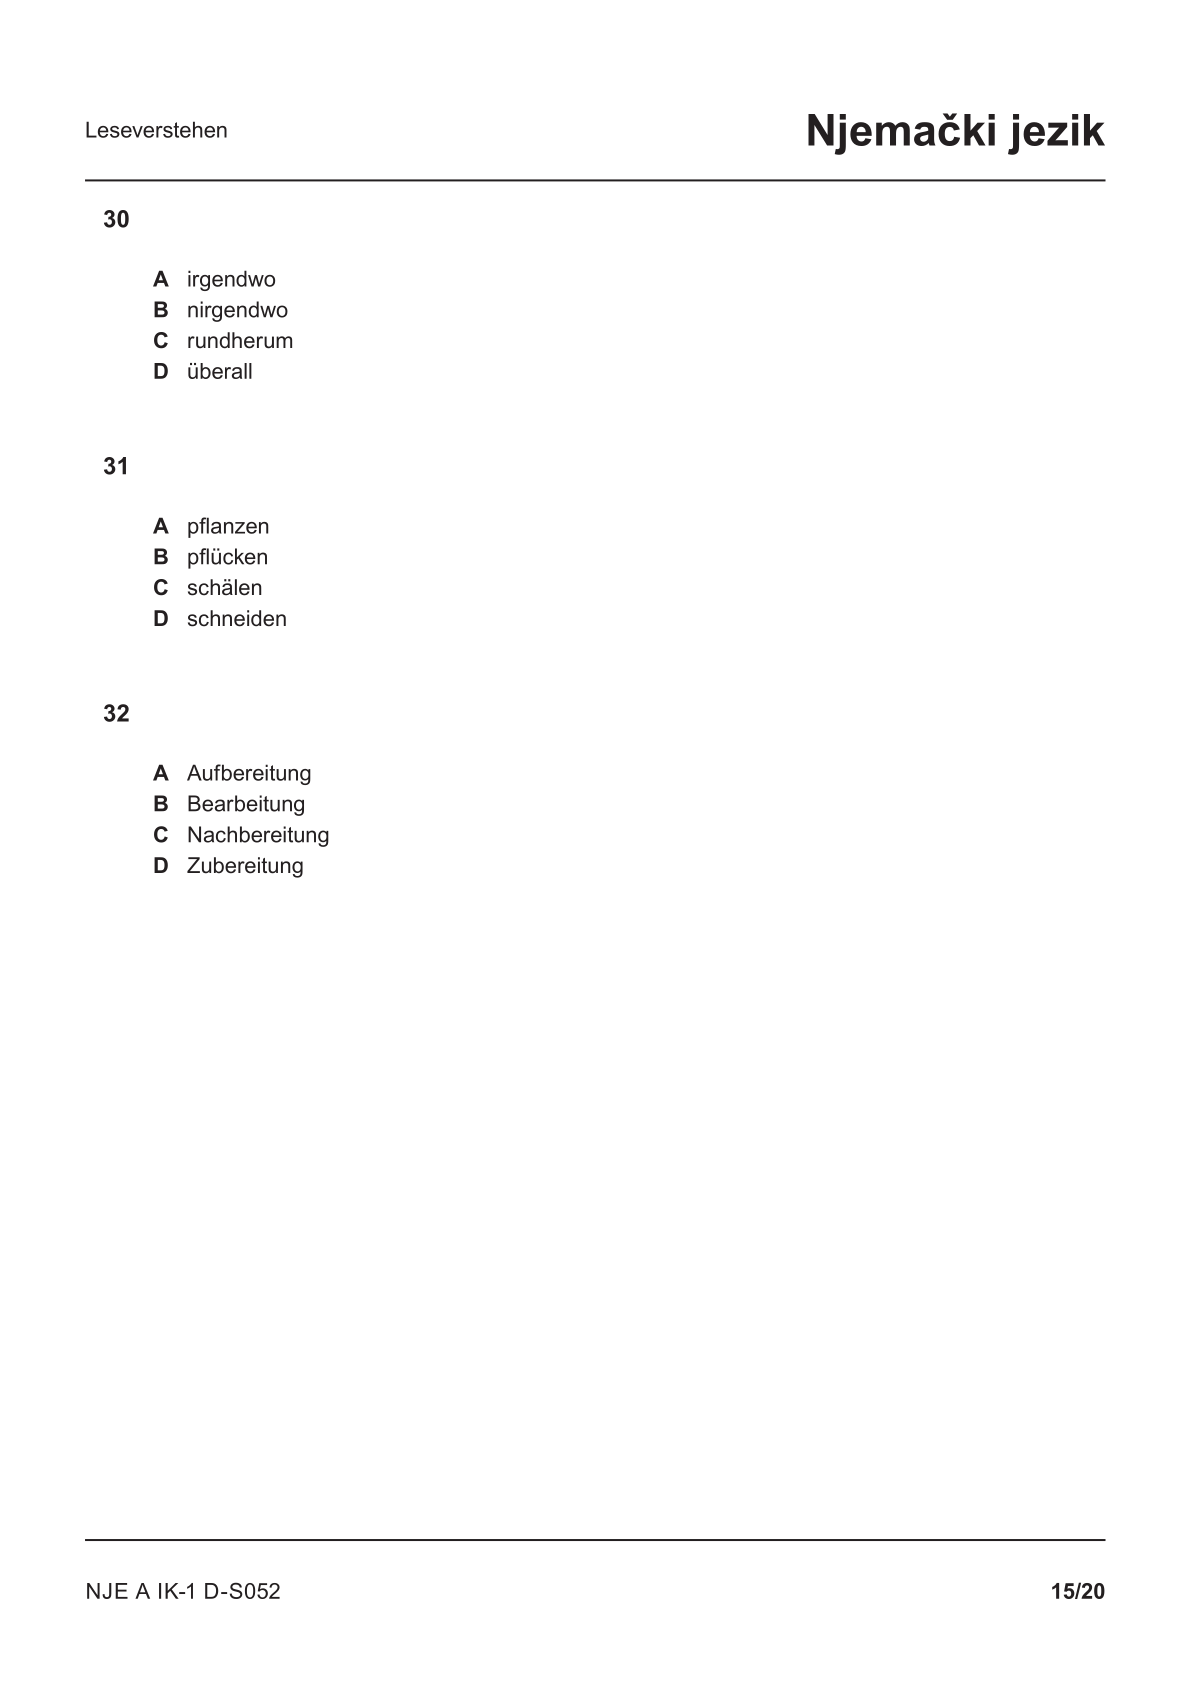 Leseverstehen
Njemački jezik
30
A irgendwo
B nirgendwo
C rundherum
D überall
31
A pflanzen
B pflücken
C schälen
D schneiden
32
A Aufbereitung
B Bearbeitung
C Nachbereitung
D Zubereitung
NJE A IK-1 D-S052
15/20